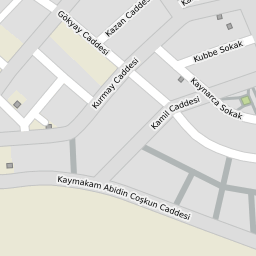 Gökyay Caddesi
Kazan Caddesi
Kubbe Sokak
Kurmay Caddesi
Kaynarca Sokak
Kamil Caddesi
Kaymakam Abidin Coşkun Caddesi